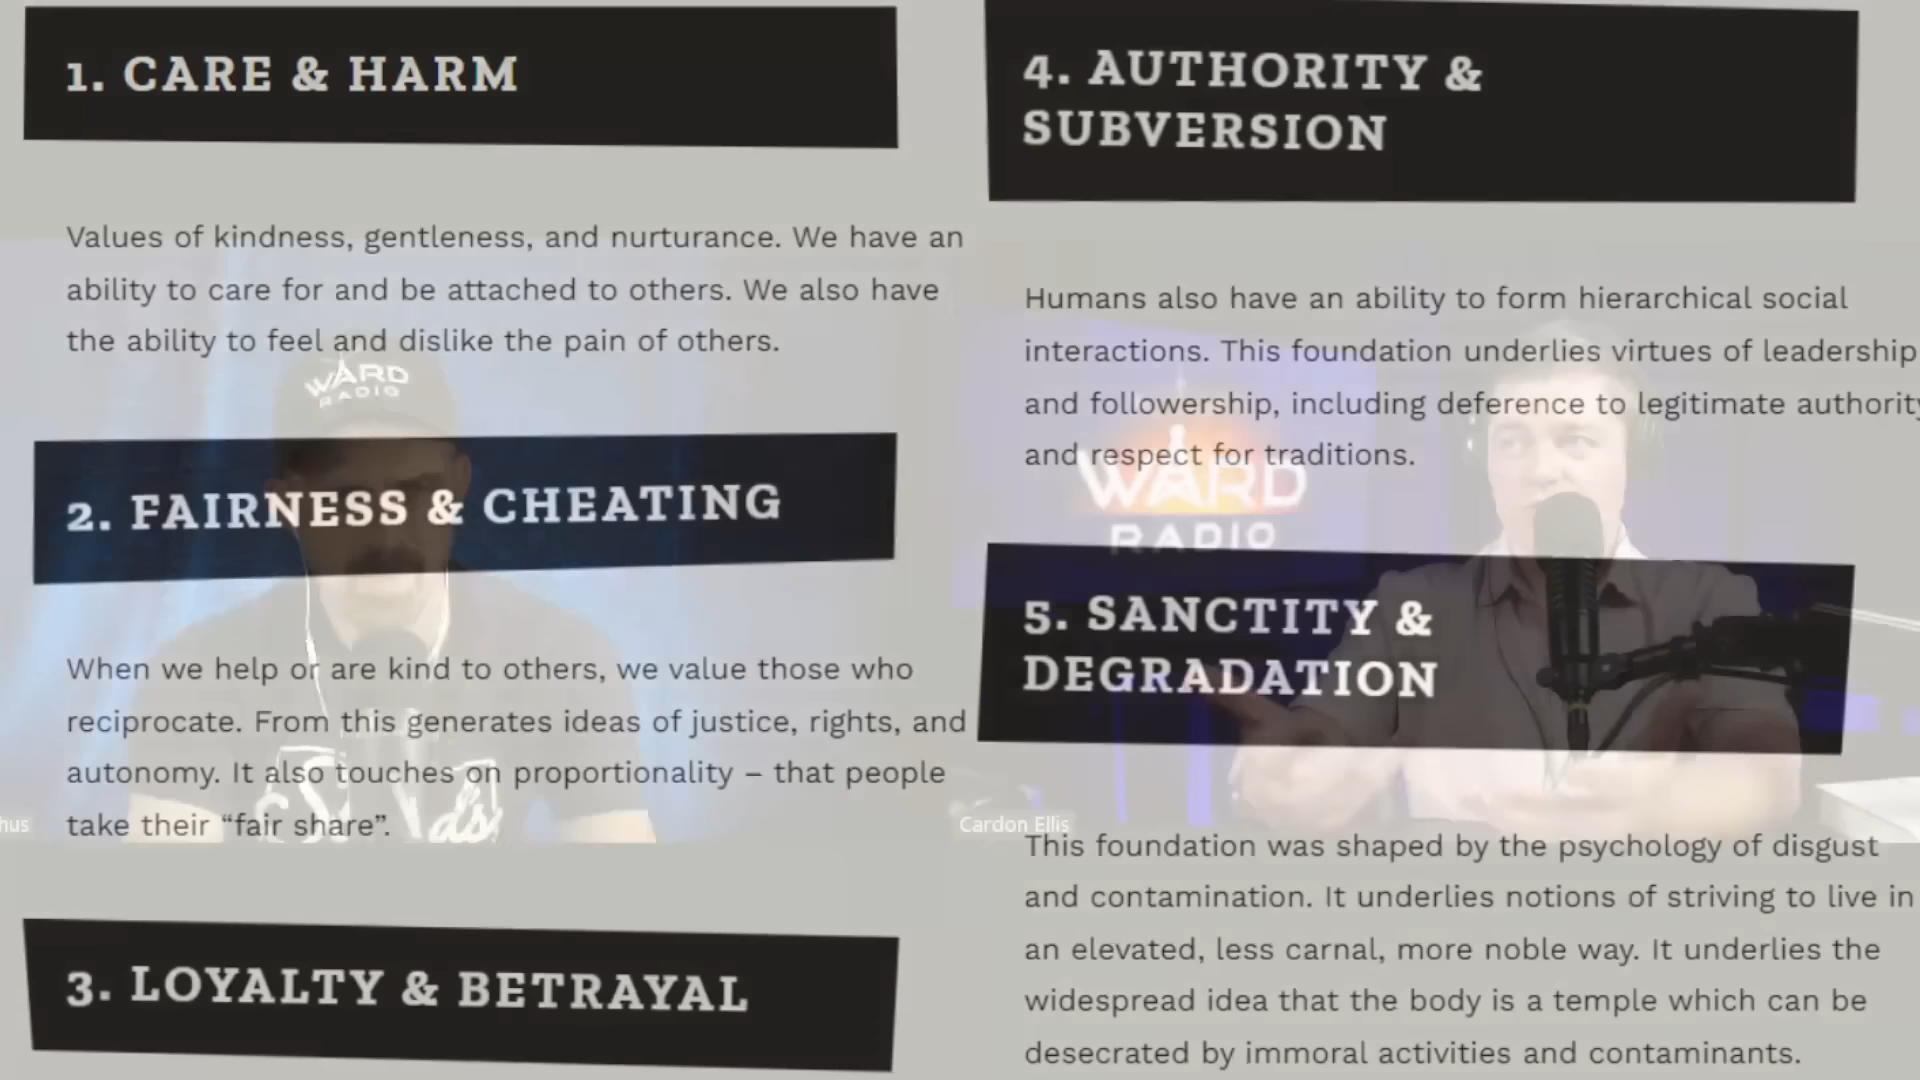 1. CARE & HARM
Values of kindness, gentleness, and nurturance. We have an
ability to care for and be attached to others. We also have
the ability to feel and dislike the pain of others.
WARD
RADIO
2. FAIRNESS & CHEATING
When we help or are kind to others, we value those who
reciprocate. From this generates ideas of justice, rights, and
autonomy. It also touches on proportionality – that people
take their “fair share”.
hus
3. LOYALTY & BETRAYAL
4. AUTHORITY &
SUBVERSION
Humans also have an ability to form hierarchical social
interactions. This foundation underlies virtues of leadership
and followership, including deference to legitimate authority
and respect for traditions.
WARD
RADIO
5. SANCTITY &
DEGRADATION
Cardon Ellis
This foundation was shaped by the psychology of disgust
and contamination. It underlies notions of striving to live in
an elevated, less carnal, more noble way. It underlies the
widespread idea that the body is a temple which can be
desecrated by immoral activities and contaminants.